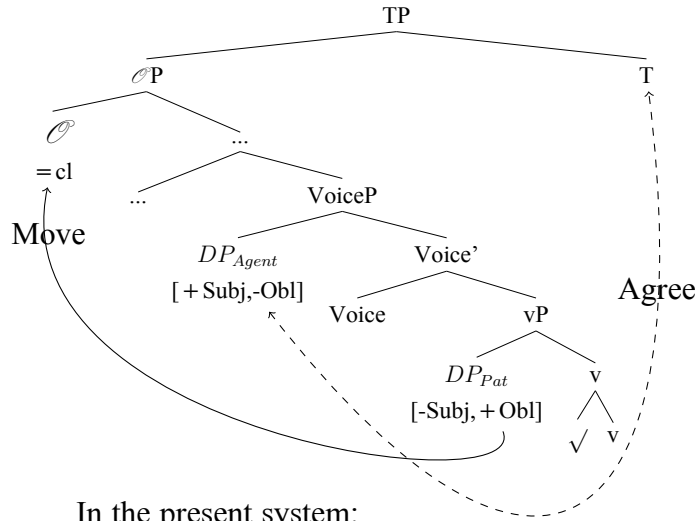 TP
𝒪P T
𝒪 ...
=cl
... VoiceP
Move
DP_Agent Voice'
[+Subj,-Obl] Voice vP Agree
DP_Pat v
[-Subj,+Obl]
√ v
In the present system: